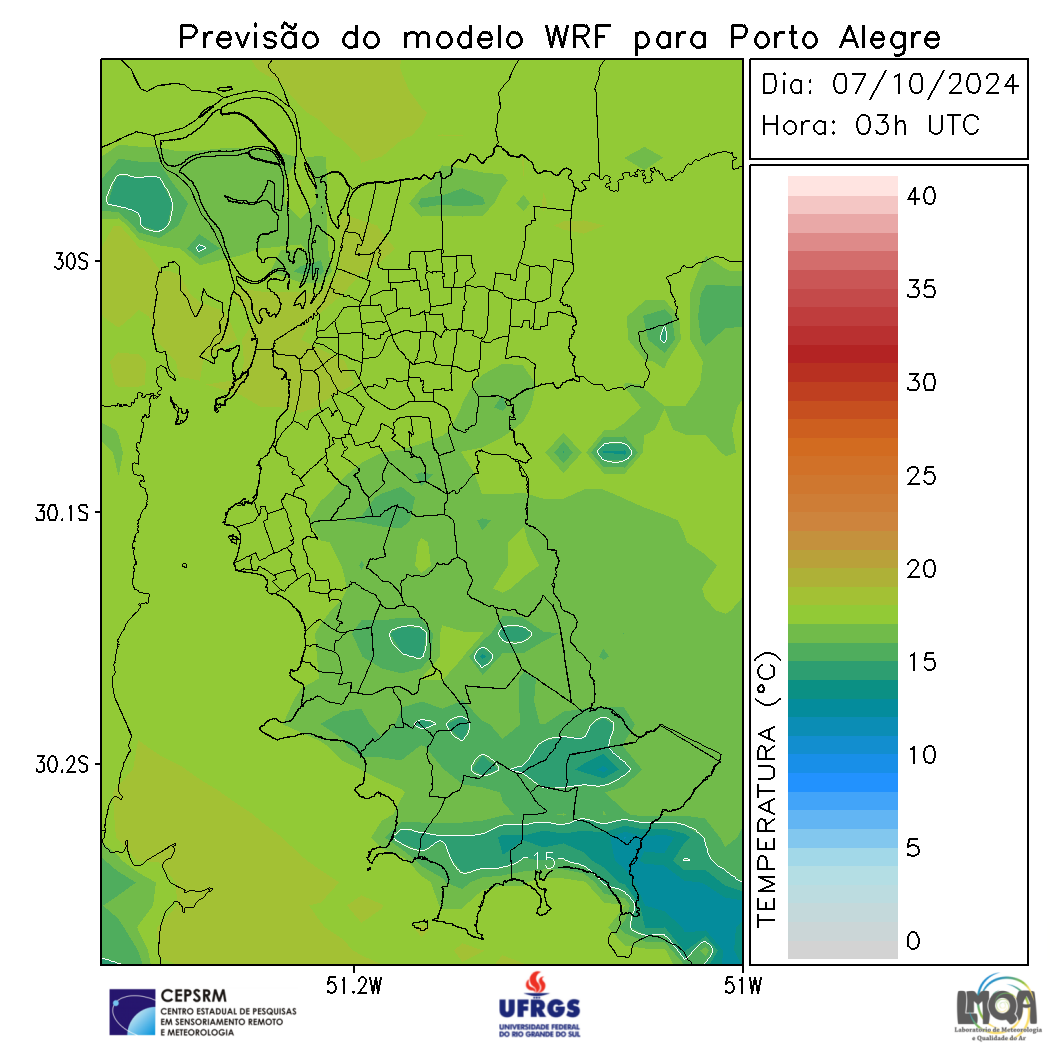 Previsão do modelo WRF para Porto Alegre
Dia: 07/10/2024
Hora: 03h UTC
30S
30.1S
30.2S
51.2W
51W
15
TEMPERATURA (°C)
40
35
30
25
20
15
10
5
0
CEPSRM
CENTRO ESTADUAL DE PESQUISAS
EM SENSORIAMENTO REMOTO
E METEOROLOGIA
UFRGS
UNIVERSIDADE FEDERAL
DO RIO GRANDE DO SUL
LMQA
Laboratório de Meteorologia
e Qualidade do Ar